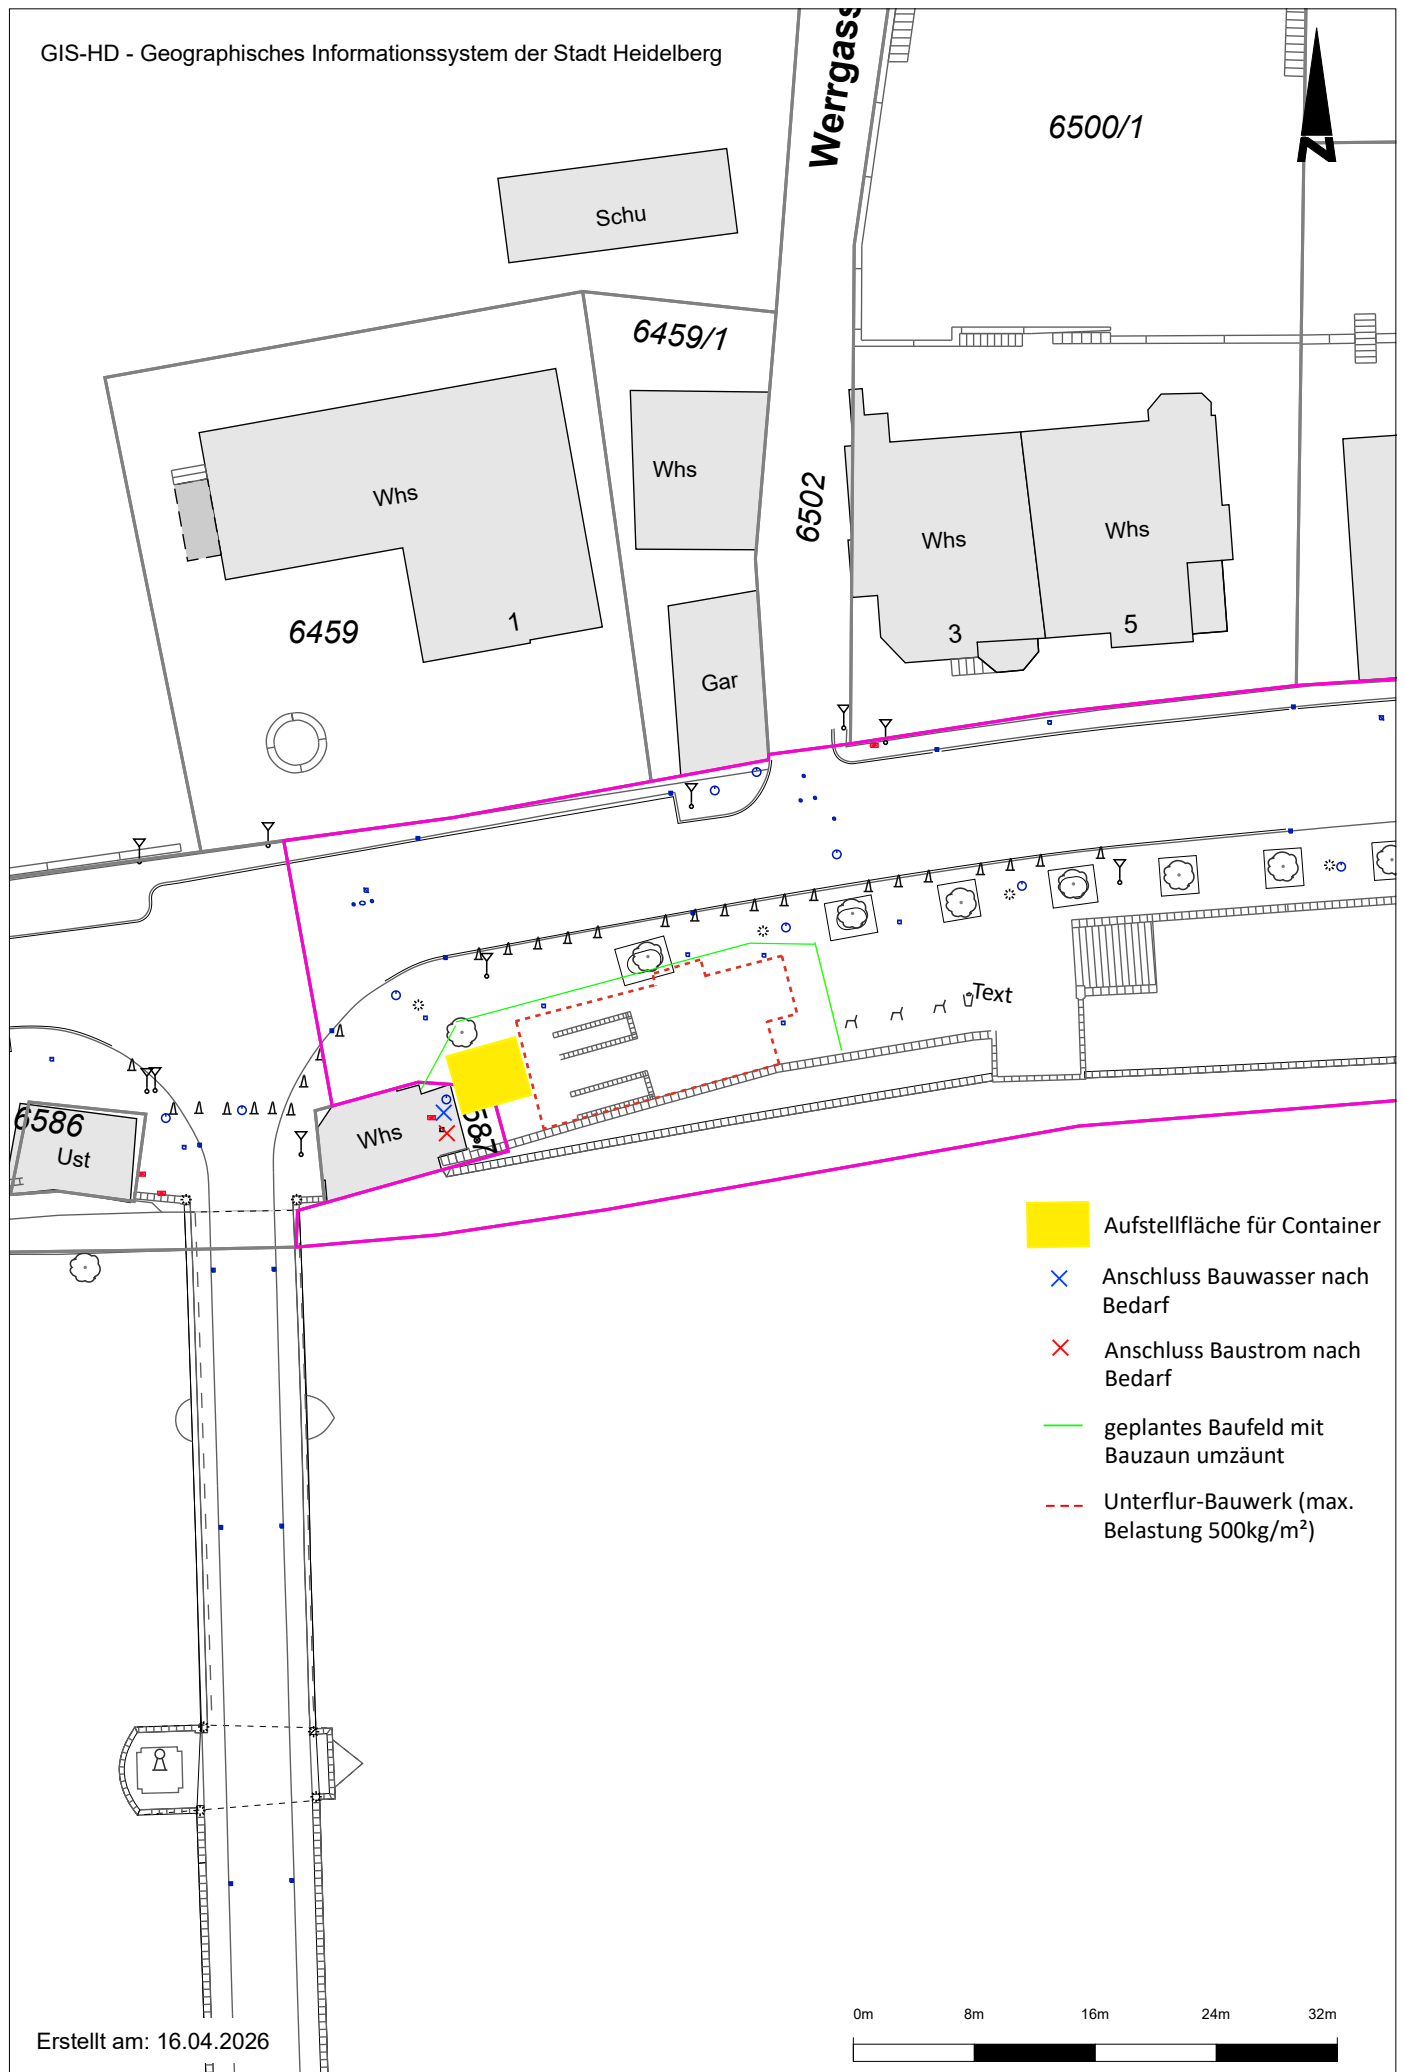 GIS-HD - Geographisches Informationssystem der Stadt Heidelberg
Werrgass
6500/1
Schu
6459/1
Whs
Whs
6502
Whs
Whs
6459
1
3
5
Gar
Text
6586
Ust
Whs
587
Aufstellfläche für Container
Anschluss Bauwasser nach
Bedarf
Anschluss Baustrom nach
Bedarf
geplantes Baufeld mit
Bauzaun umzäunt
Unterflur-Bauwerk (max.
Belastung 500kg/m²)
N
0m 8m 16m 24m 32m
Erstellt am: 16.04.2026